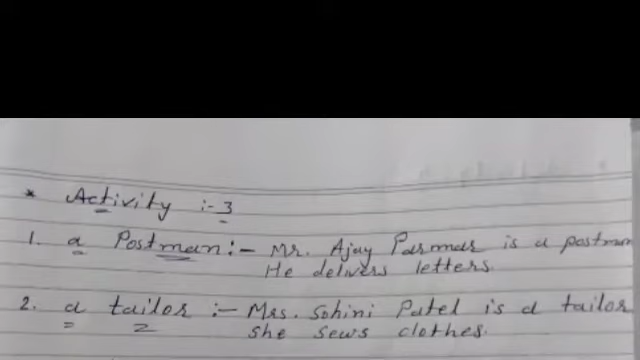 * Activity :- 3
1. a Postman :- Mr. Ajay Parmar is a postman
He delivers letters.
2. a tailor :- Mrs. Sohini Patel is a tailor
she sews clothes.